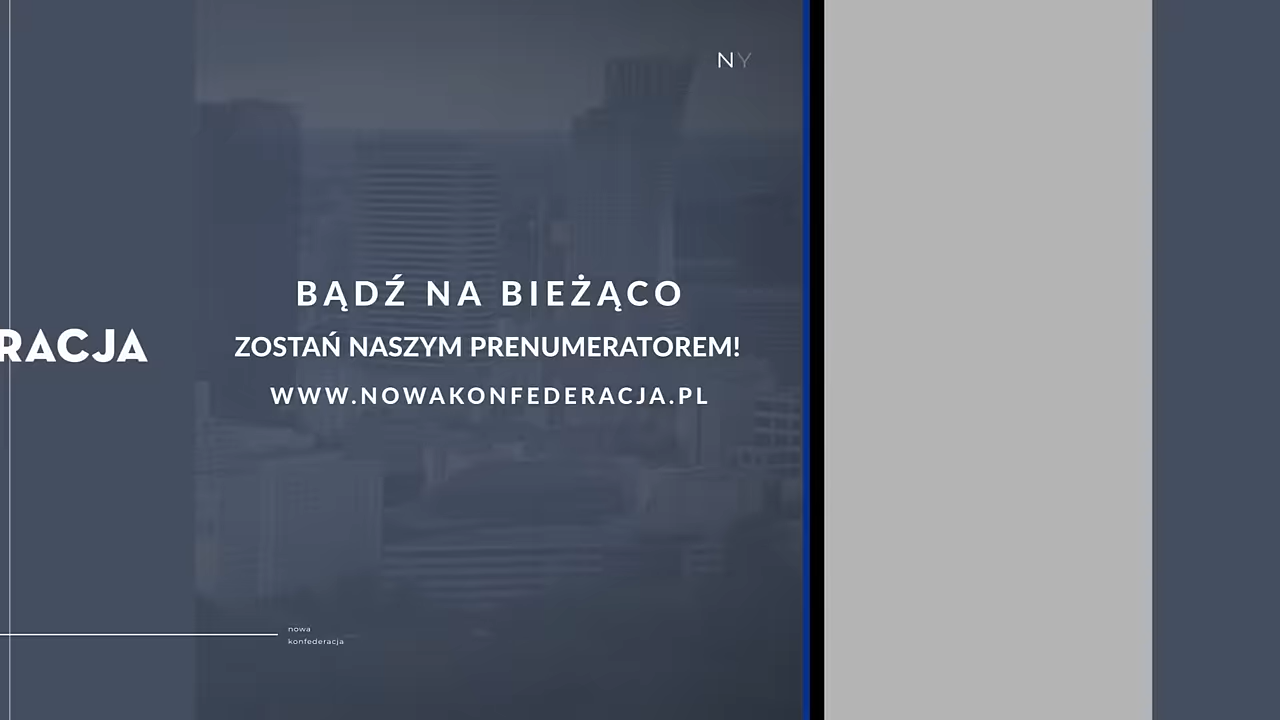 NY
BĄDŹ NA BIEŻĄCO
RACJA
ZOSTAŃ NASZYM PRENUMERATOREM!
WWW.NOWAKONFEDERACJA.PL
nowa
konfederacja